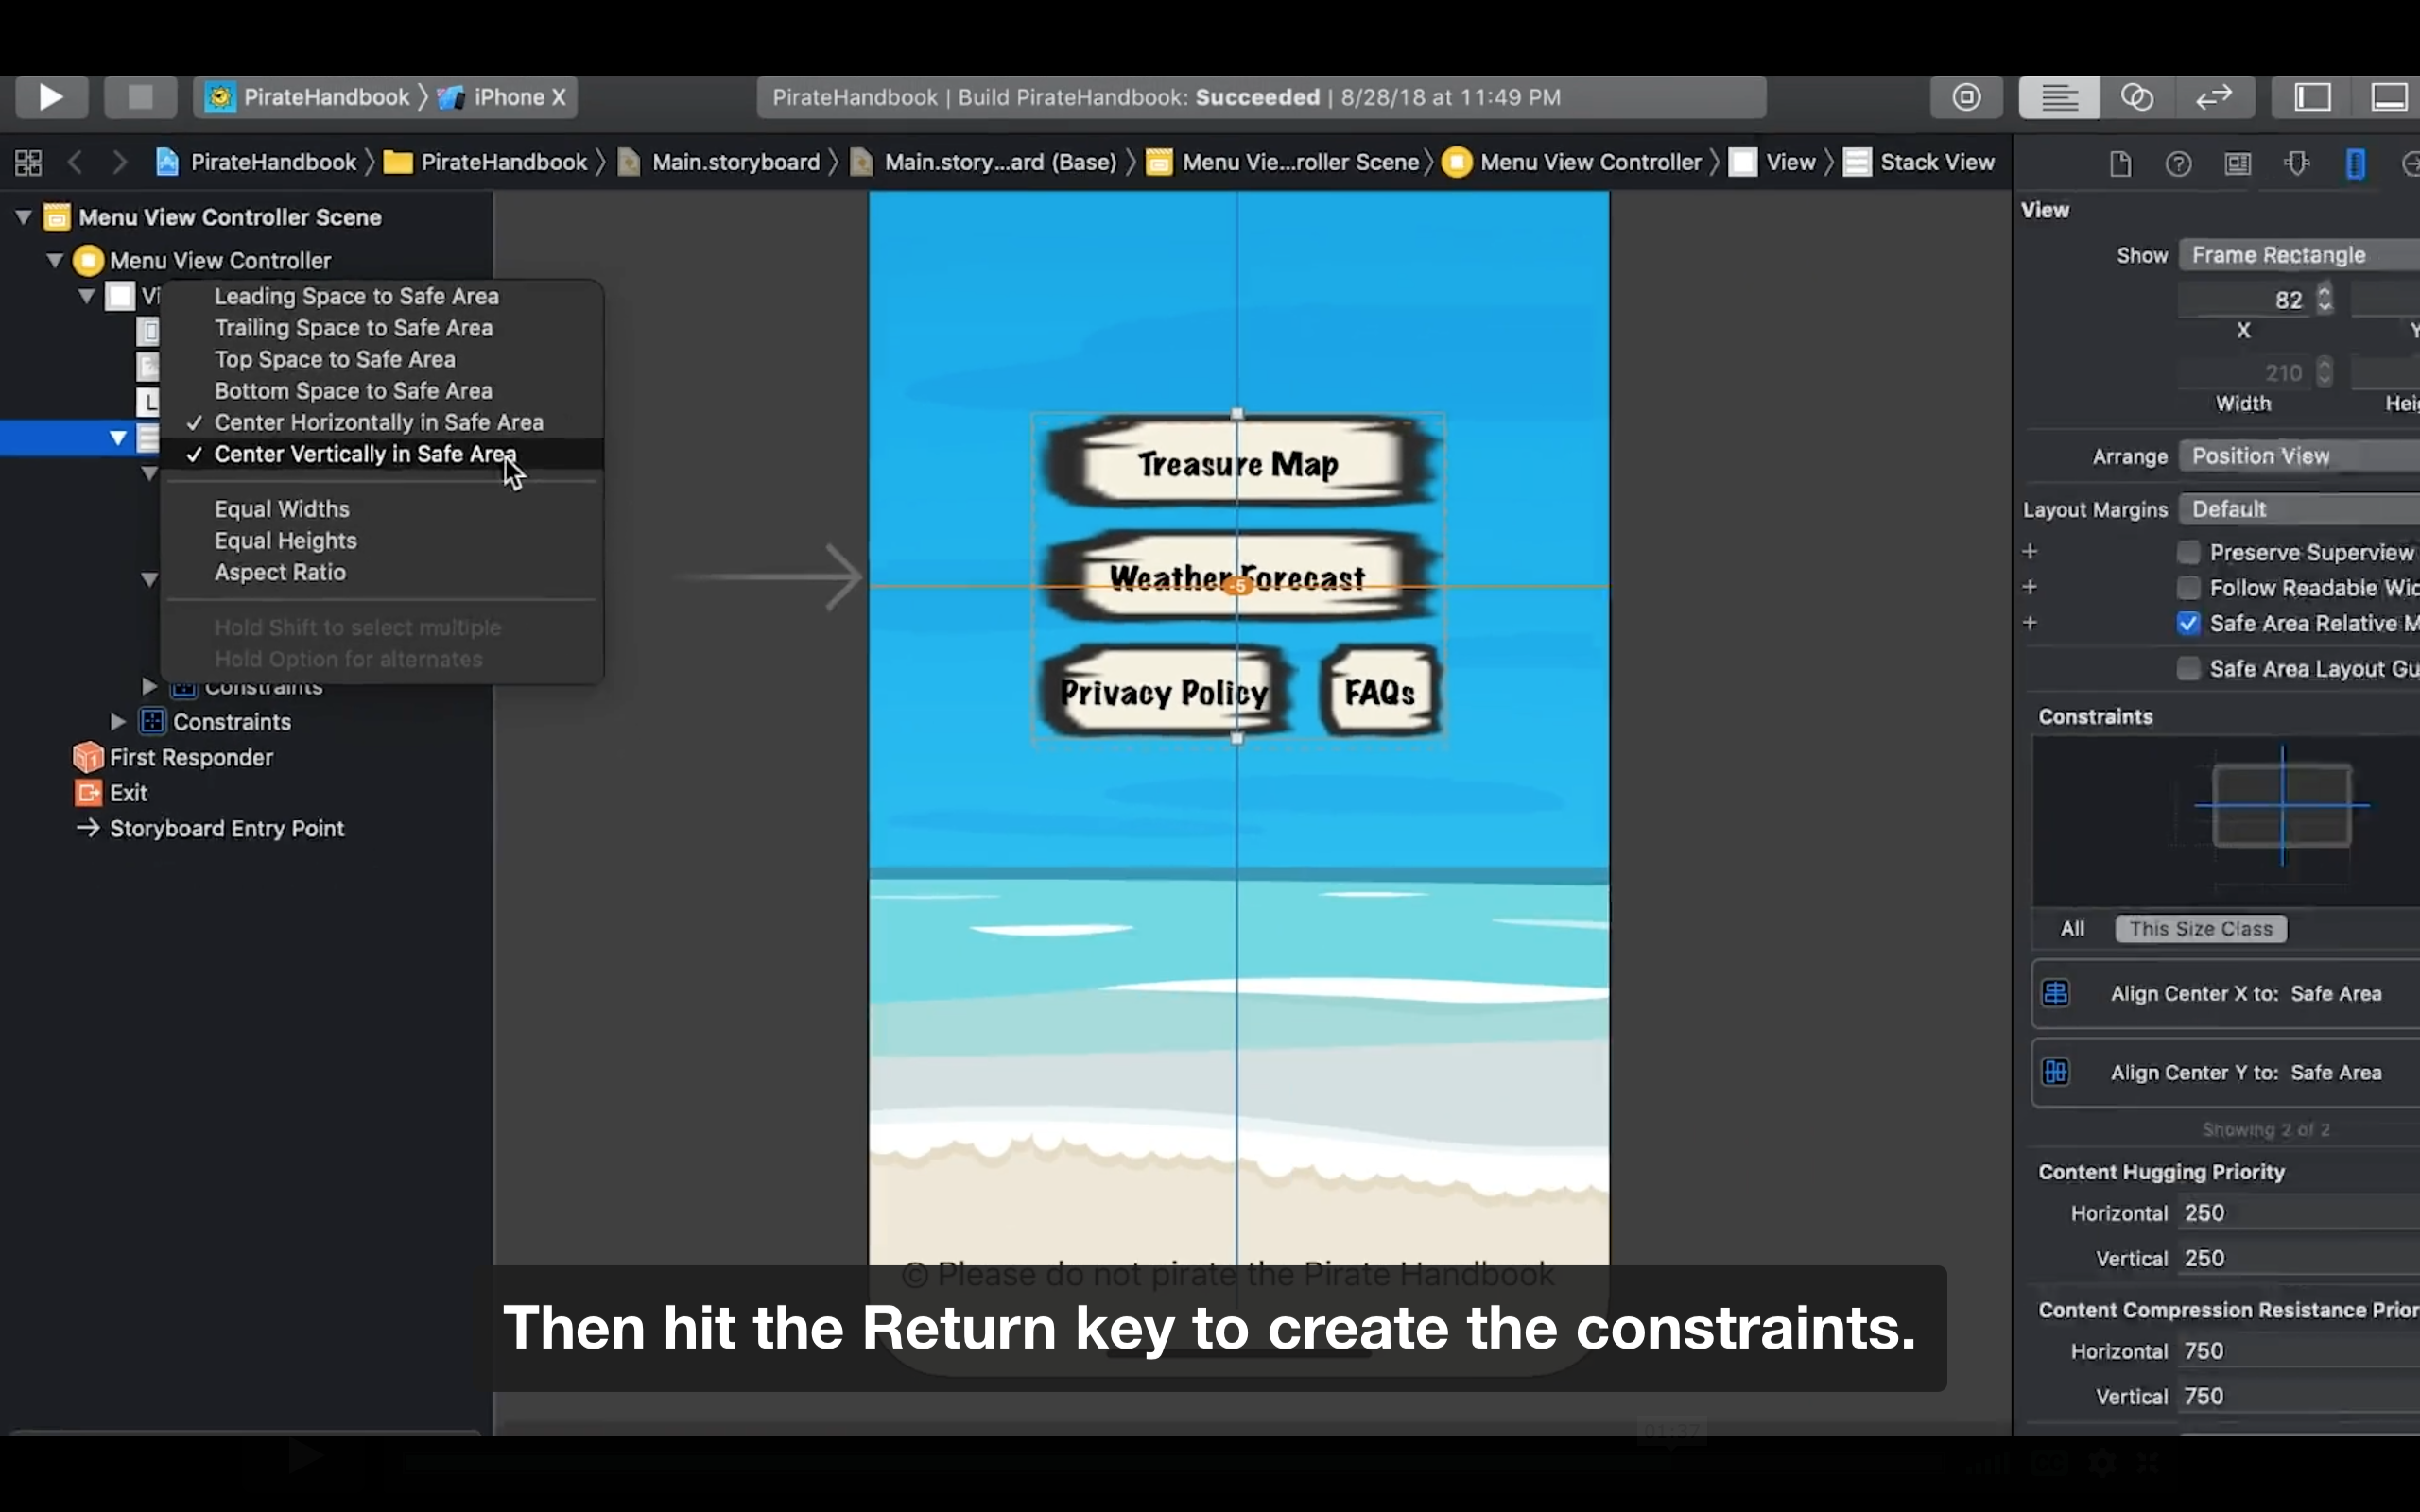 PirateHandbook 〉 iPhone X
PirateHandbook | Build PirateHandbook: Succeeded | 8/28/18 at 11:49 PM
PirateHandbook 〉 PirateHandbook 〉 Main.storyboard 〉 Main.story...ard (Base) 〉 Menu Vie...roller Scene 〉 Menu View Controller 〉 View 〉 Stack View
Menu View Controller Scene
Menu View Controller
Vi
L
Leading Space to Safe Area
Trailing Space to Safe Area
Top Space to Safe Area
Bottom Space to Safe Area
✓ Center Horizontally in Safe Area
✓ Center Vertically in Safe Area
Equal Widths
Equal Heights
Aspect Ratio
Hold Shift to select multiple
Hold Option for alternates
Constraints
Constraints
First Responder
Exit
Storyboard Entry Point
Treasure Map
Weather Forecast
-5
Privacy Policy
FAQs
© Please do not pirate the Pirate Handbook
Then hit the Return key to create the constraints.
01:37
View
Show Frame Rectangle
82
X Y
210
Width Hei
Arrange Position View
Layout Margins Default
Preserve Superview
Follow Readable Wid
Safe Area Relative M
Safe Area Layout Gu
Constraints
All This Size Class
Align Center X to: Safe Area
Align Center Y to: Safe Area
Showing 2 of 2
Content Hugging Priority
Horizontal 250
Vertical 250
Content Compression Resistance Prior
Horizontal 750
Vertical 750